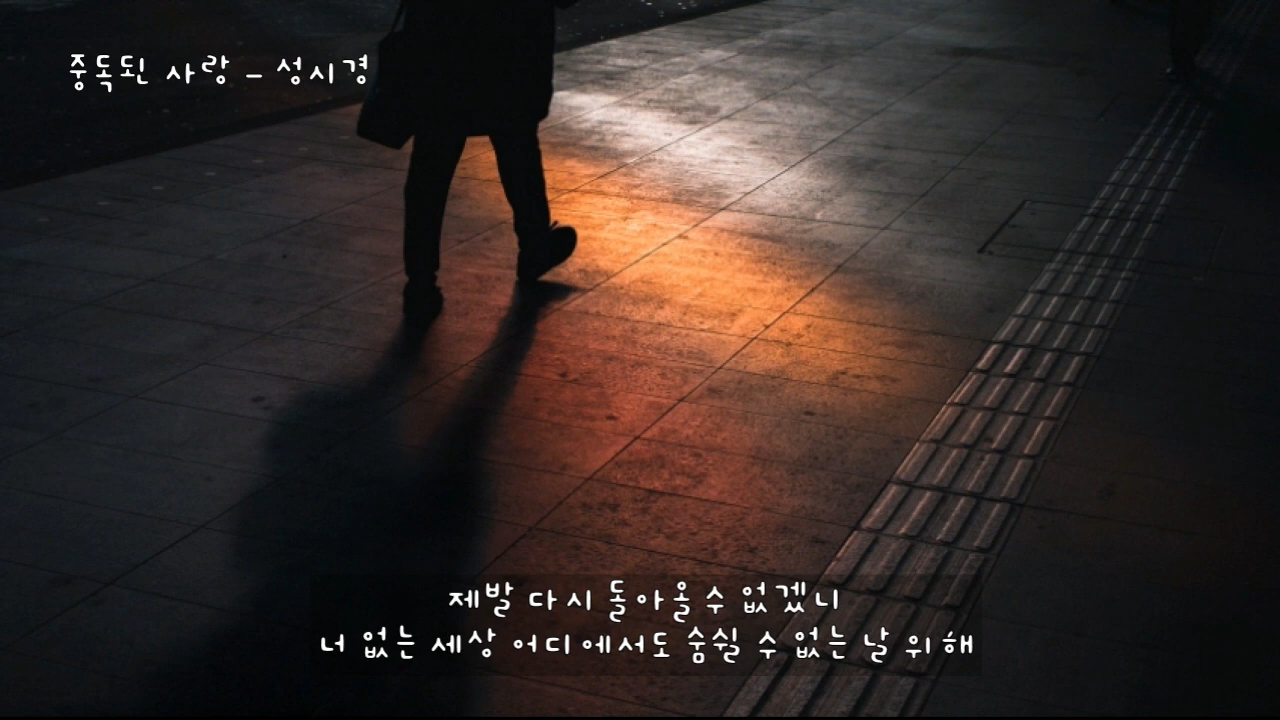 중독된 사랑 - 성시경
제발 다시 돌아올 수 없겠니
너 없는 세상 어디에서도 숨쉴 수 없는 날 위해